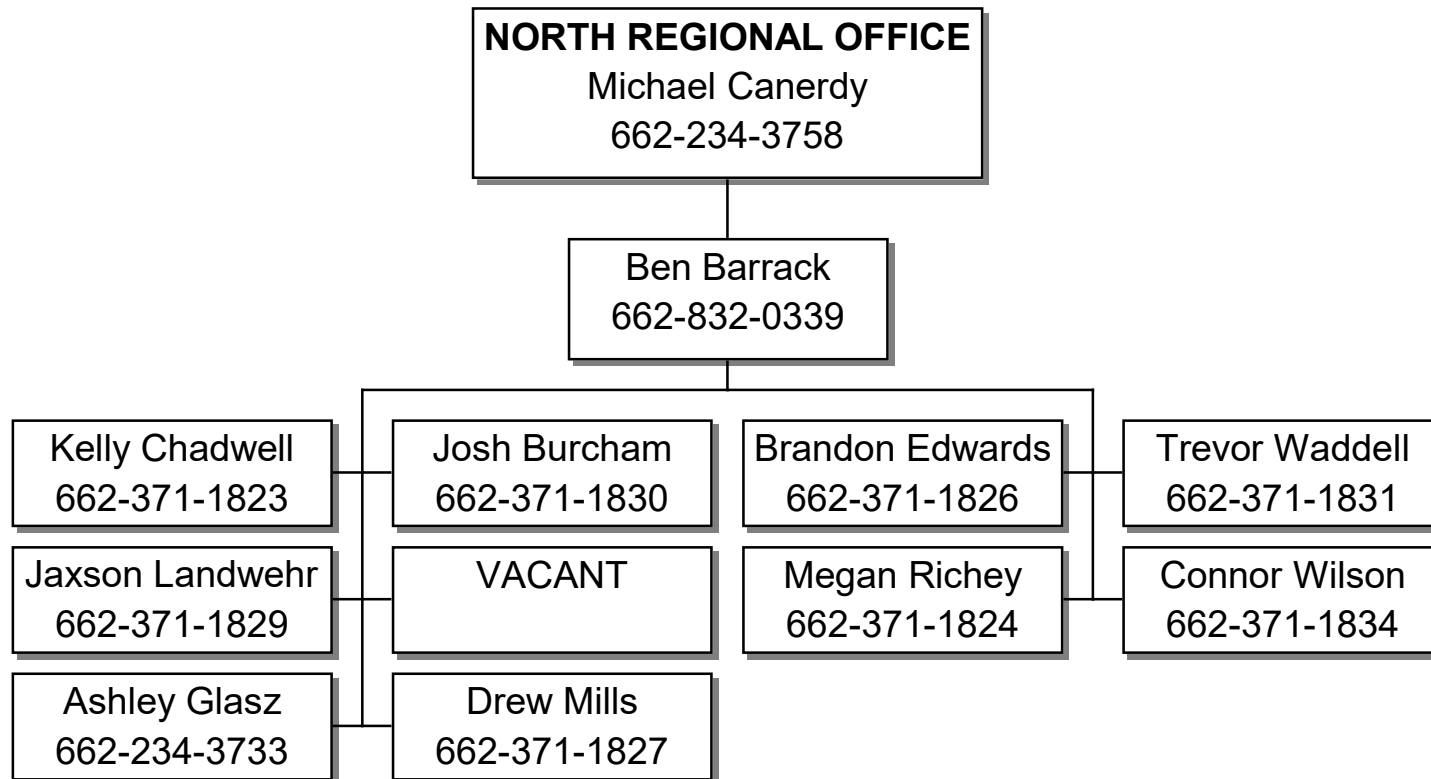 NORTH REGIONAL OFFICE
Michael Canerdy
662-234-3758
Ben Barrack
662-832-0339
Kelly Chadwell
662-371-1823
Josh Burcham
662-371-1830
Brandon Edwards
662-371-1826
Trevor Waddell
662-371-1831
Jaxson Landwehr
662-371-1829
VACANT
Megan Richey
662-371-1824
Connor Wilson
662-371-1834
Ashley Glasz
662-234-3733
Drew Mills
662-371-1827